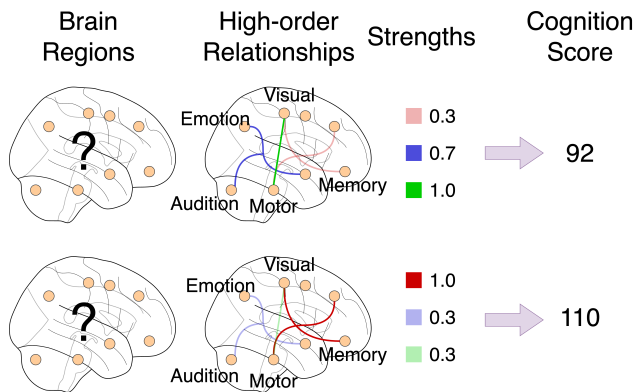 Brain
Regions
High-order
Relationships
Strengths
Cognition
Score
?
Visual
Emotion
Audition
Motor
Memory
0.3
0.7
1.0
92
?
Visual
Emotion
Audition
Motor
Memory
1.0
0.3
0.3
110